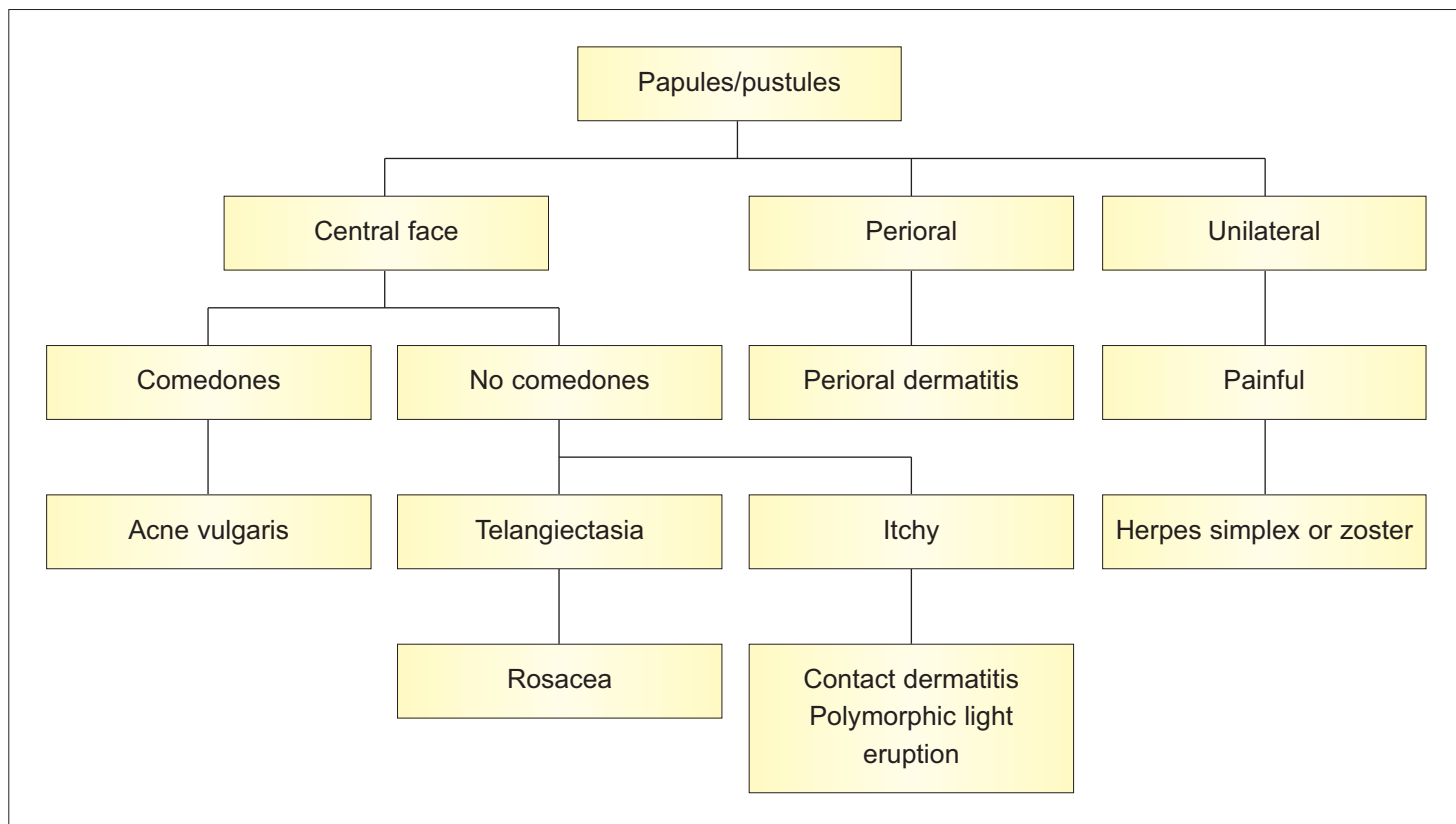 Papules/pustules
Central face
Perioral
Unilateral
Comedones
No comedones
Perioral dermatitis
Painful
Acne vulgaris
Telangiectasia
Itchy
Herpes simplex or zoster
Rosacea
Contact dermatitis
Polymorphic light
eruption